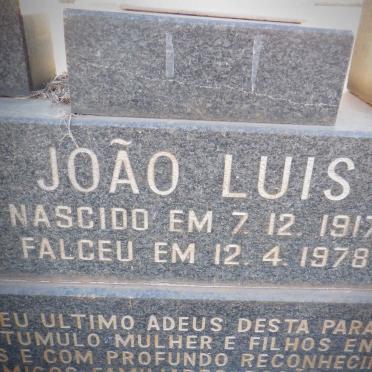 JOÃO LUIS
NASCIDO EM 7.12.1917
FALCEU EM 12.4.1978
EU ULTIMO ADEUS DESTA PARA
TUMULO MULHER E FILHOS EN
S E COM PROFUNDO RECONHECI